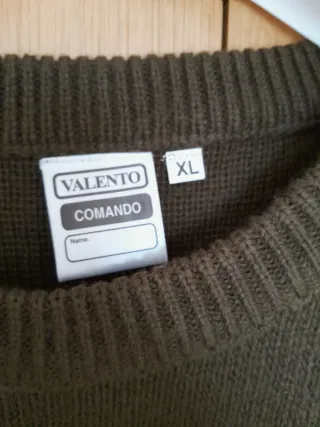 VALENTO
XL
COMANDO
Name: